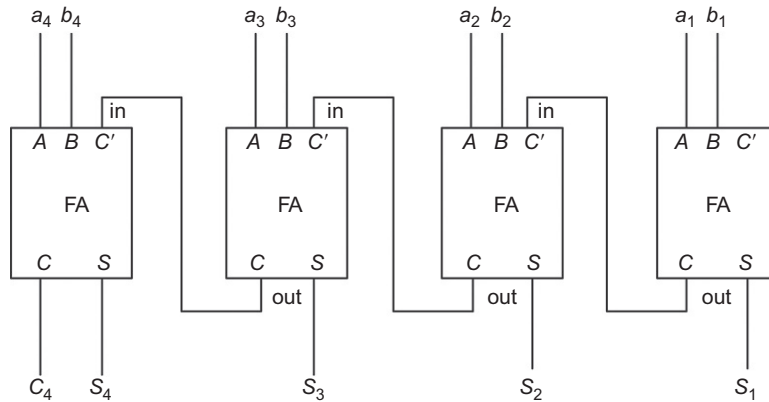 a4 b4 a3 b3 a2 b2 a1 b1
in in in
A B C′ A B C′ A B C′ A B C′
FA FA FA FA
C S C S C S C S
out out out
C4 S4 S3 S2 S1